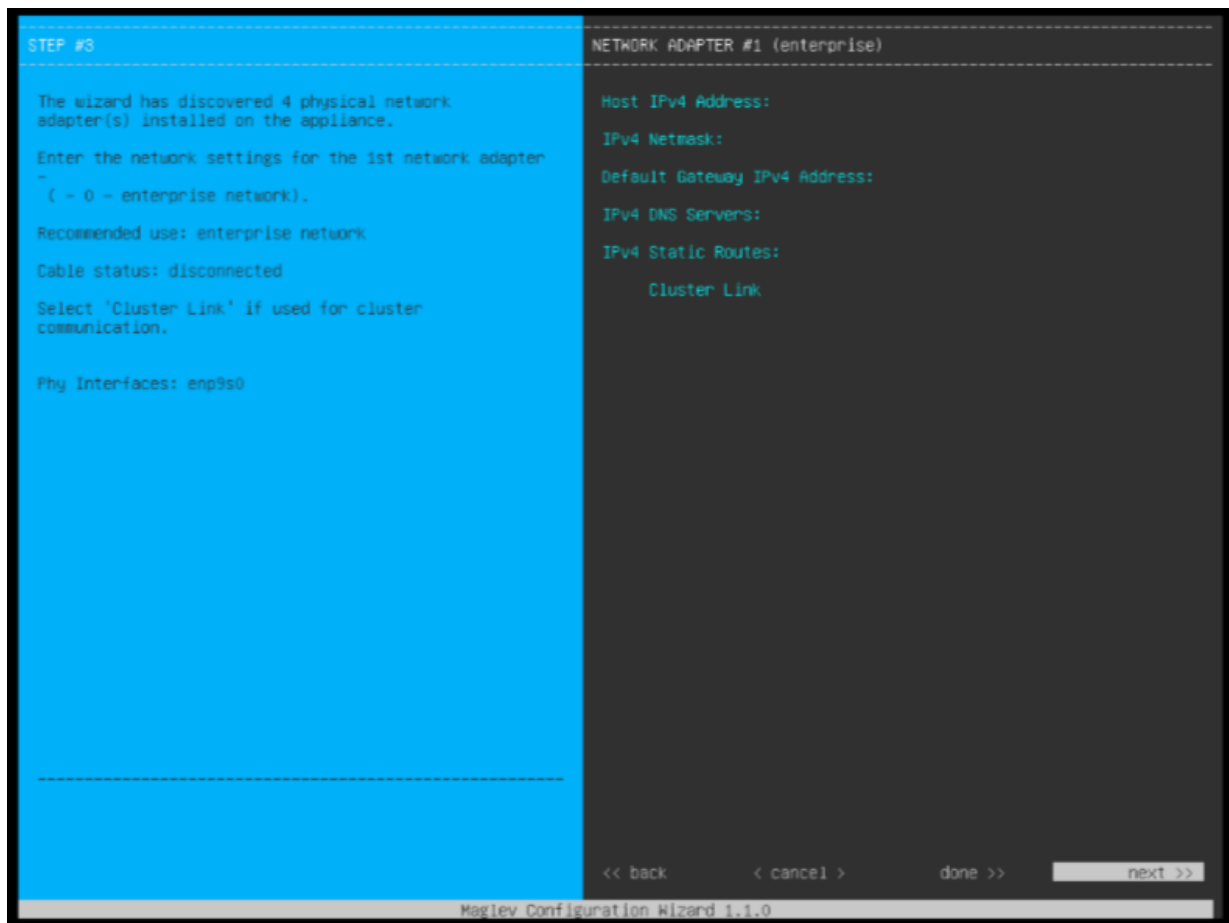 STEP #3
The wizard has discovered 4 physical network
adapter(s) installed on the appliance.
Enter the network settings for the 1st network adapter
-
( - 0 - enterprise network).
Recommended use: enterprise network
Cable status: disconnected
Select 'Cluster Link' if used for cluster
communication.
Phy Interfaces: enp9s0
NETWORK ADAPTER #1 (enterprise)
Host IPv4 Address:
IPv4 Netmask:
Default Gateway IPv4 Address:
IPv4 DNS Servers:
IPv4 Static Routes:
Cluster Link
<< back < cancel > done >> next >>
Maglev Configuration Wizard 1.1.0